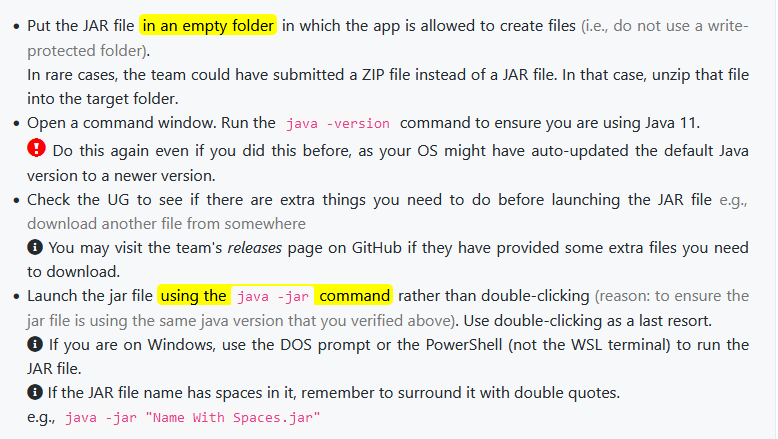 • Put the JAR file in an empty folder in which the app is allowed to create files (i.e., do not use a write-
protected folder).
In rare cases, the team could have submitted a ZIP file instead of a JAR file. In that case, unzip that file
into the target folder.
• Open a command window. Run the java -version command to ensure you are using Java 11.
! Do this again even if you did this before, as your OS might have auto-updated the default Java
version to a newer version.
• Check the UG to see if there are extra things you need to do before launching the JAR file e.g.,
download another file from somewhere
i You may visit the team's releases page on GitHub if they have provided some extra files you need
to download.
• Launch the jar file using the java -jar command rather than double-clicking (reason: to ensure the
jar file is using the same java version that you verified above). Use double-clicking as a last resort.
i If you are on Windows, use the DOS prompt or the PowerShell (not the WSL terminal) to run the
JAR file.
i If the JAR file name has spaces in it, remember to surround it with double quotes.
e.g., java -jar "Name With Spaces.jar"